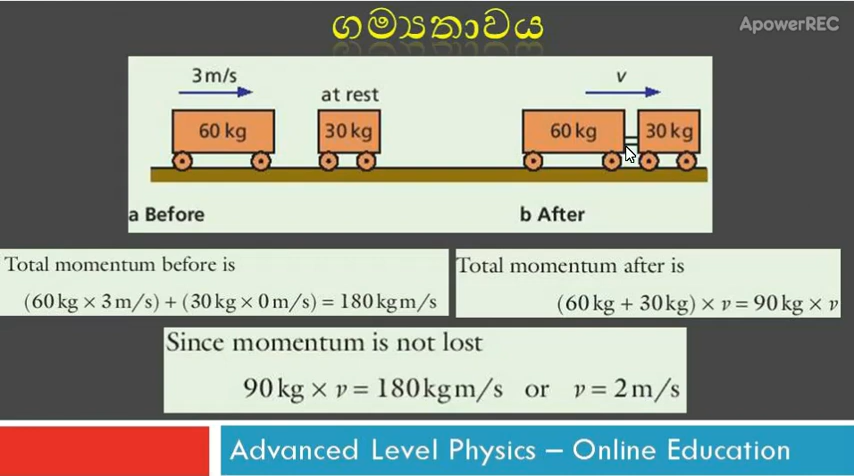 ගම්‍යතාවය
ApowerREC
3m/s
at rest
v
60 kg
30 kg
60 kg
30 kg
a Before
b After
Total momentum before is
(60 kg × 3 m/s) + (30 kg × 0 m/s) = 180 kg m/s
Total momentum after is
(60 kg + 30 kg) × v = 90 kg × v
Since momentum is not lost
90 kg × v = 180 kg m/s or v = 2 m/s
Advanced Level Physics – Online Education